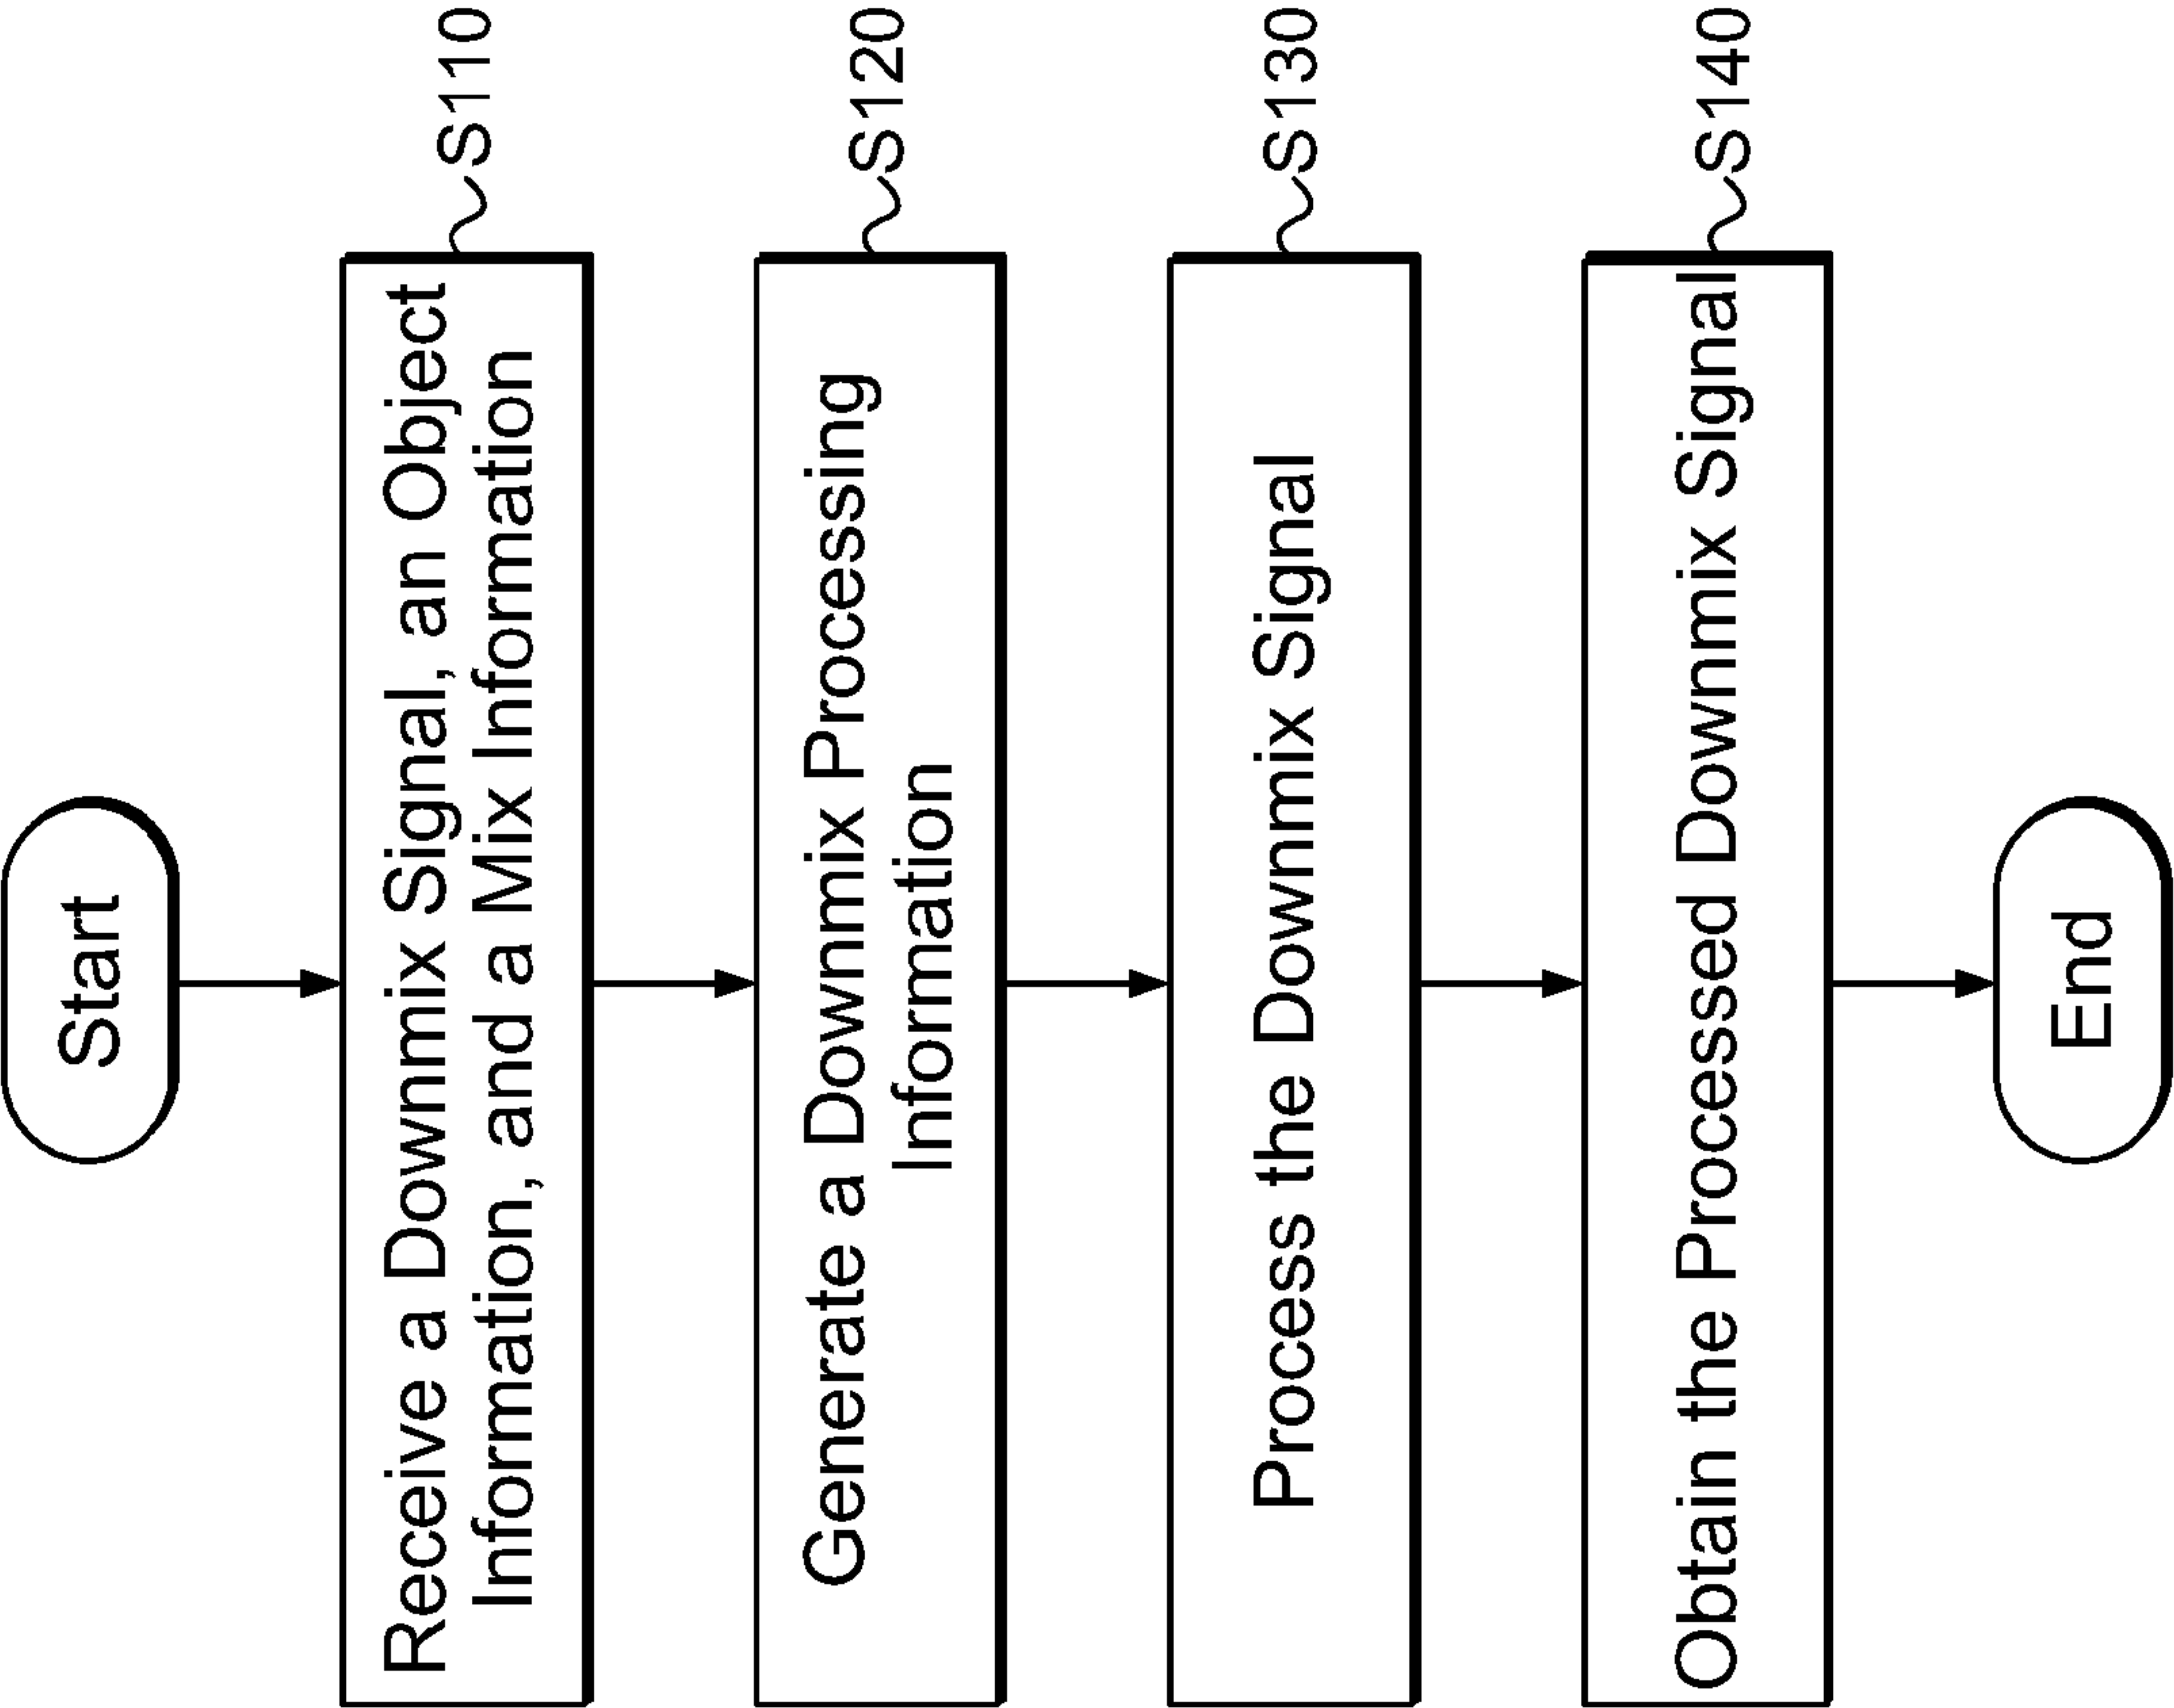 Start
Receive a Downmix Signal, an Object
Information, and a Mix Information
S110
Generate a Downmix Processing
Information
S120
Process the Downmix Signal
S130
Obtain the Processed Downmix Signal
S140
End